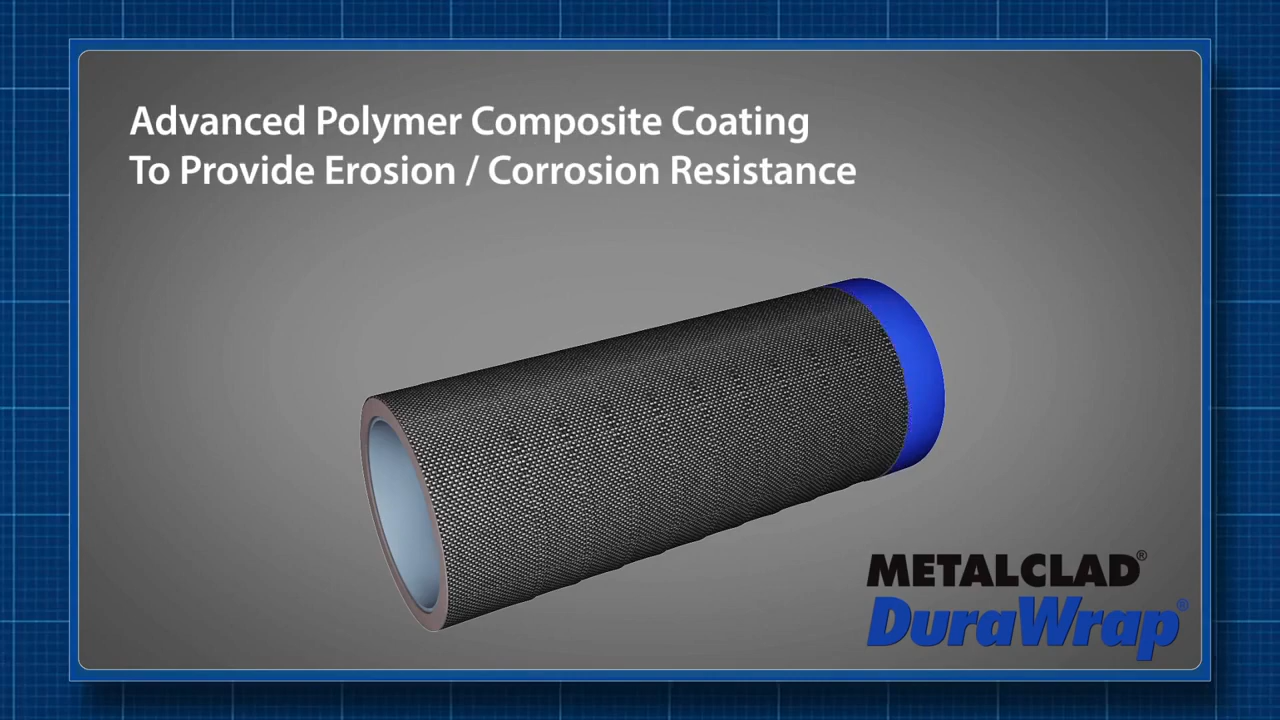 Advanced Polymer Composite Coating
To Provide Erosion / Corrosion Resistance
METALCLAD®
DuraWrap®